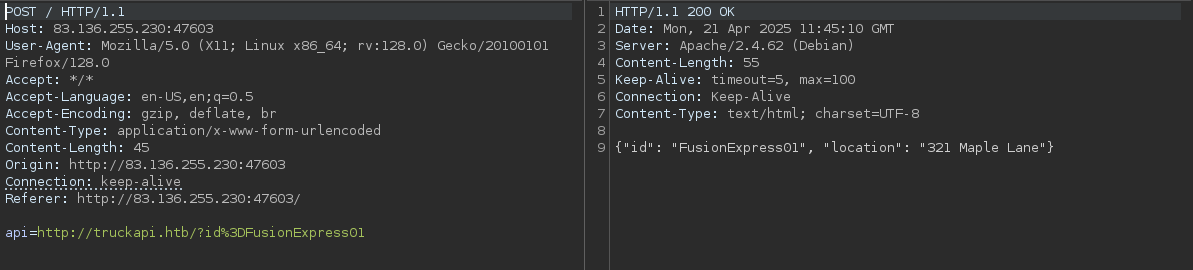 POST / HTTP/1.1
Host: 83.136.255.230:47603
User-Agent: Mozilla/5.0 (X11; Linux x86_64; rv:128.0) Gecko/20100101
Firefox/128.0
Accept: */*
Accept-Language: en-US,en;q=0.5
Accept-Encoding: gzip, deflate, br
Content-Type: application/x-www-form-urlencoded
Content-Length: 45
Origin: http://83.136.255.230:47603
Connection: keep-alive
Referer: http://83.136.255.230:47603/

api=http://truckapi.htb/?id%3DFusionExpress01

1 HTTP/1.1 200 OK
2 Date: Mon, 21 Apr 2025 11:45:10 GMT
3 Server: Apache/2.4.62 (Debian)
4 Content-Length: 55
5 Keep-Alive: timeout=5, max=100
6 Connection: Keep-Alive
7 Content-Type: text/html; charset=UTF-8
8
9 {"id": "FusionExpress01", "location": "321 Maple Lane"}